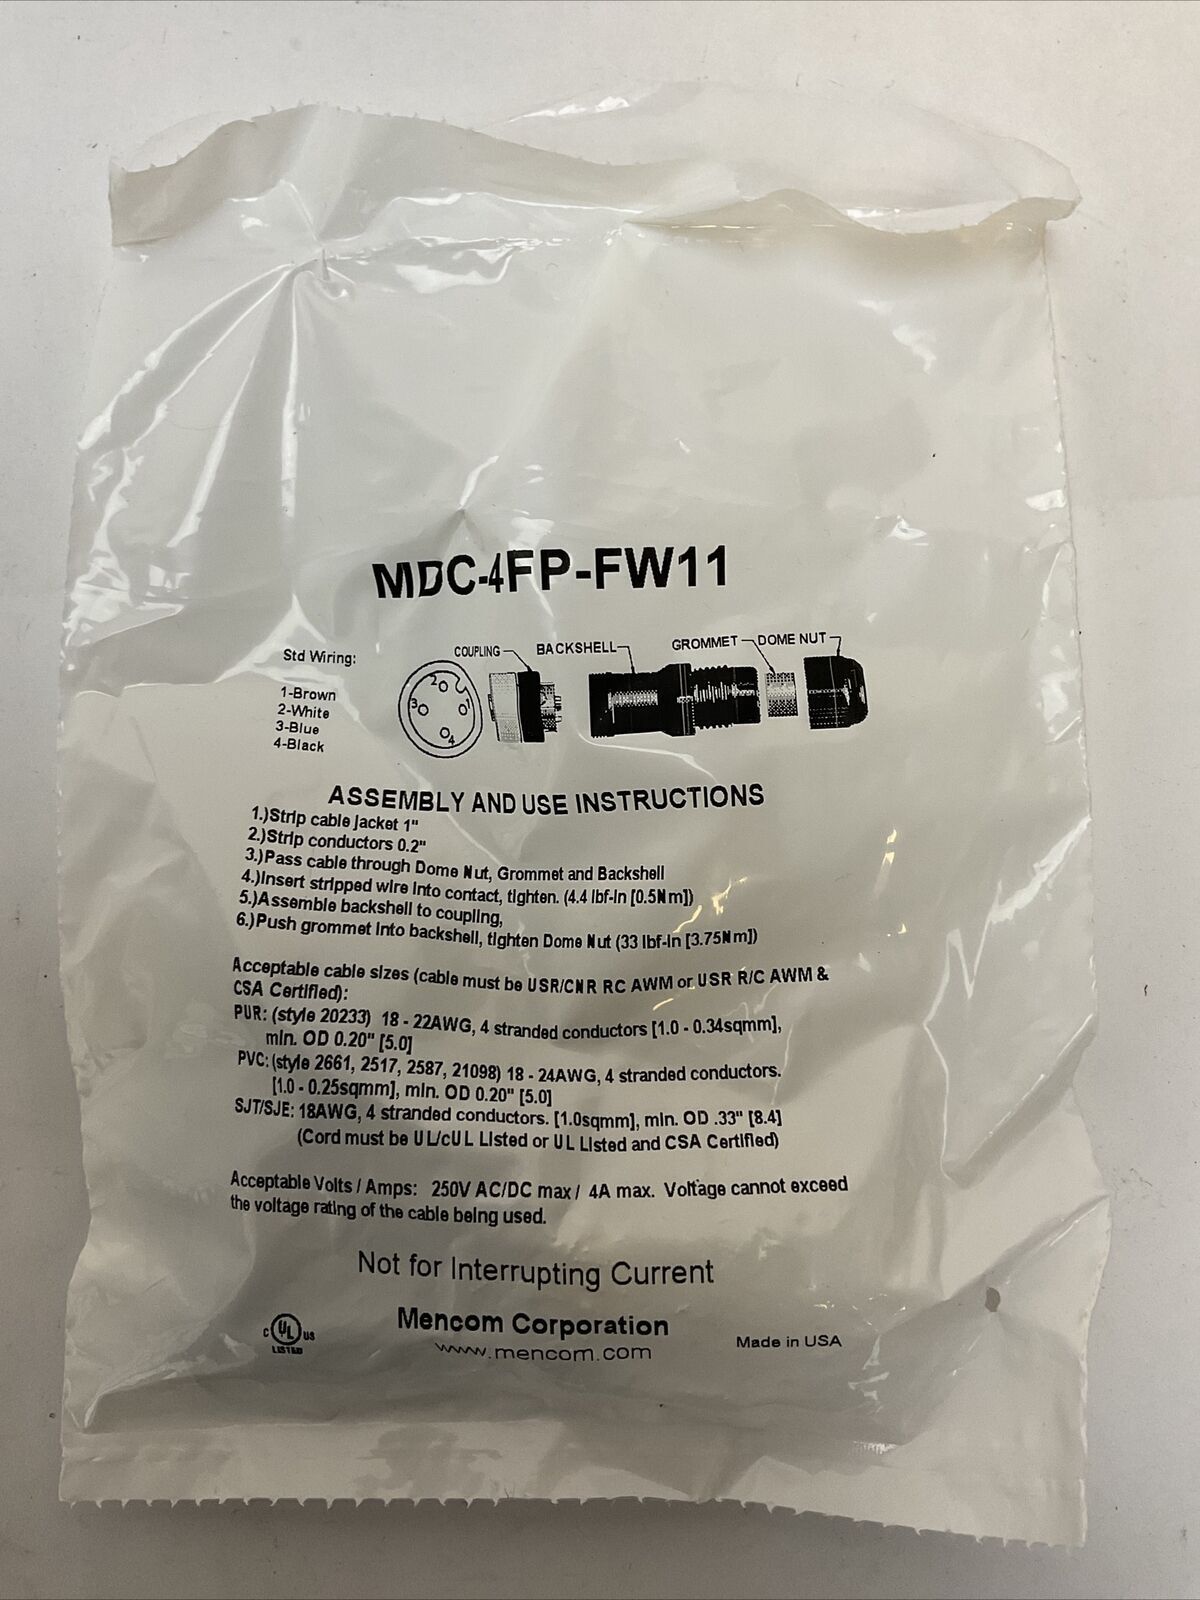 MDC-4FP-FW11
COUPLING
BACKSHELL
GROMMET
DOME NUT
Std Wiring:
1-Brown
2-White
3-Blue
4-Black
2
3
1
4
ASSEMBLY AND USE INSTRUCTIONS
1.)Strip cable jacket 1"
2.)Strip conductors 0.2"
3.)Pass cable through Dome Nut, Grommet and Backshell
4.)Insert stripped wire into contact, tighten. (4.4 lbf-in [0.5Nm])
5.)Assemble backshell to coupling,
6.)Push grommet into backshell, tighten Dome Nut (33 lbf-in [3.75Nm])
Acceptable cable sizes (cable must be USR/CNR RC AWM or USR R/C AWM &
CSA Certified):
PUR: (style 20233) 18 - 22AWG, 4 stranded conductors [1.0 - 0.34sqmm],
min. OD 0.20" [5.0]
PVC: (style 2661, 2517, 2587, 21098) 18 - 24AWG, 4 stranded conductors.
[1.0 - 0.25sqmm], min. OD 0.20" [5.0]
SJT/SJE: 18AWG, 4 stranded conductors. [1.0sqmm], min. OD .33" [8.4]
(Cord must be UL/cUL Listed or UL Listed and CSA Certified)
Acceptable Volts / Amps: 250V AC/DC max / 4A max. Voltage cannot exceed
the voltage rating of the cable being used.
Not for Interrupting Current
Mencom Corporation
www.mencom.com
C UL US
LISTED
Made in USA